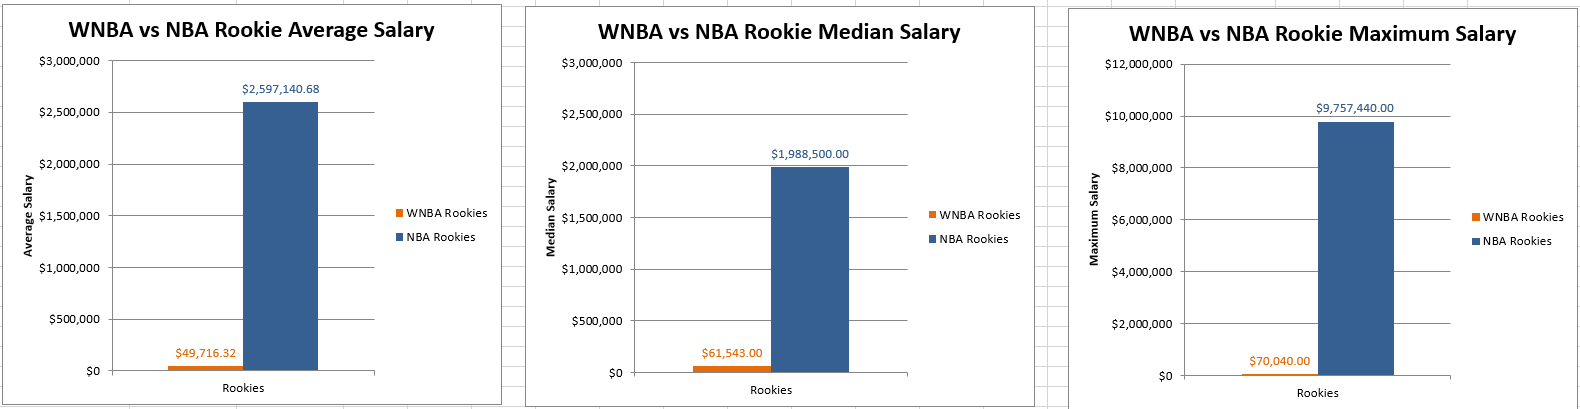 WNBA vs NBA Rookie Average Salary
$3,000,000
$2,500,000
$2,000,000
$1,500,000
$1,000,000
$500,000
$0
Average Salary
$2,597,140.68
$49,716.32
Rookies
WNBA Rookies
NBA Rookies
WNBA vs NBA Rookie Median Salary
$3,000,000
$2,500,000
$2,000,000
$1,500,000
$1,000,000
$500,000
$0
Median Salary
$1,988,500.00
$61,543.00
Rookies
WNBA Rookies
NBA Rookies
WNBA vs NBA Rookie Maximum Salary
$12,000,000
$10,000,000
$8,000,000
$6,000,000
$4,000,000
$2,000,000
$0
Maximum Salary
$9,757,440.00
$70,040.00
Rookies
WNBA Rookies
NBA Rookies